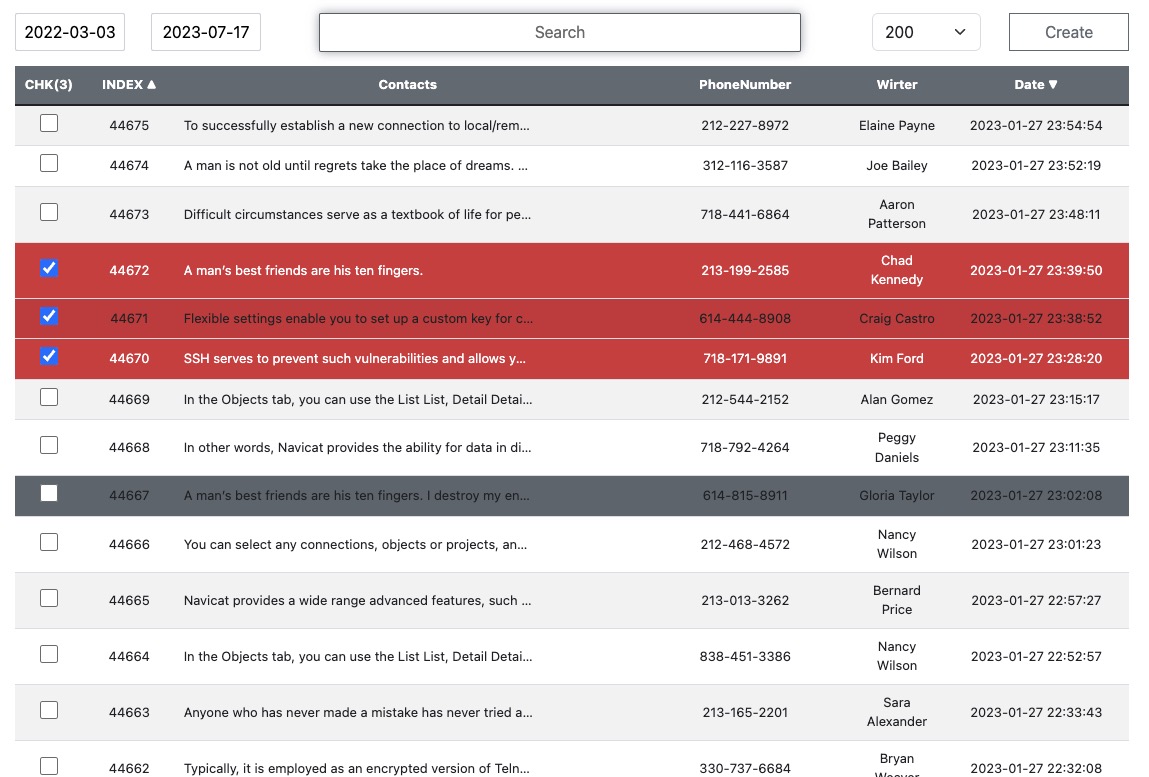 2022-03-03 2023-07-17 Search 200 Create
CHK(3) INDEX▲ Contacts PhoneNumber Wirter Date▼
44675 To successfully establish a new connection to local/rem... 212-227-8972 Elaine Payne 2023-01-27 23:54:54
44674 A man is not old until regrets take the place of dreams. ... 312-116-3587 Joe Bailey 2023-01-27 23:52:19
44673 Difficult circumstances serve as a textbook of life for pe... 718-441-6864 Aaron Patterson 2023-01-27 23:48:11
44672 A man’s best friends are his ten fingers. 213-199-2585 Chad Kennedy 2023-01-27 23:39:50
44671 Flexible settings enable you to set up a custom key for c... 614-444-8908 Craig Castro 2023-01-27 23:38:52
44670 SSH serves to prevent such vulnerabilities and allows y... 718-171-9891 Kim Ford 2023-01-27 23:28:20
44669 In the Objects tab, you can use the List List, Detail Detai... 212-544-2152 Alan Gomez 2023-01-27 23:15:17
44668 In other words, Navicat provides the ability for data in di... 718-792-4264 Peggy Daniels 2023-01-27 23:11:35
44667 A man’s best friends are his ten fingers. I destroy my en... 614-815-8911 Gloria Taylor 2023-01-27 23:02:08
44666 You can select any connections, objects or projects, an... 212-468-4572 Nancy Wilson 2023-01-27 23:01:23
44665 Navicat provides a wide range advanced features, such ... 213-013-3262 Bernard Price 2023-01-27 22:57:27
44664 In the Objects tab, you can use the List List, Detail Detai... 838-451-3386 Nancy Wilson 2023-01-27 22:52:57
44663 Anyone who has never made a mistake has never tried a... 213-165-2201 Sara Alexander 2023-01-27 22:33:43
44662 Typically, it is employed as an encrypted version of Teln... 330-737-6684 Bryan 2023-01-27 22:32:08